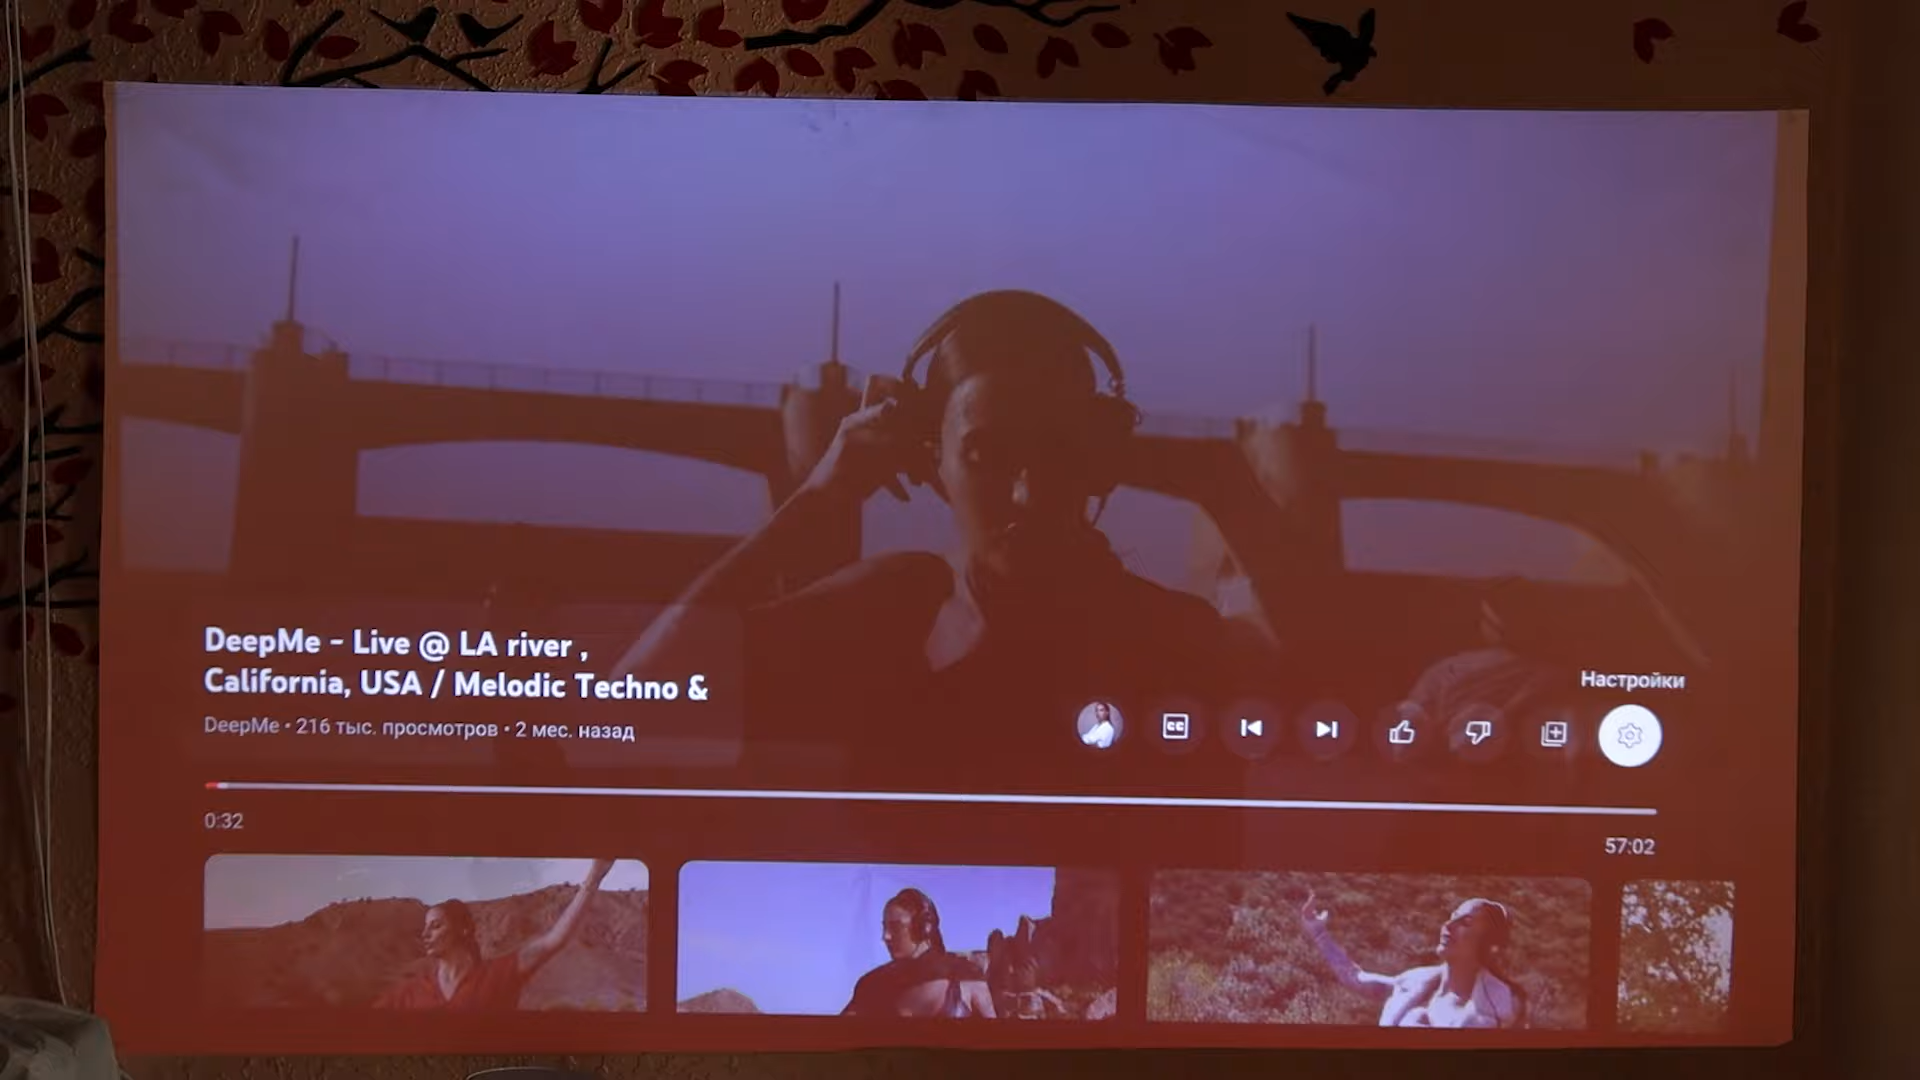 DeepMe - Live @ LA river ,
California, USA / Melodic Techno &
DeepMe • 216 тыс. просмотров • 2 мес. назад
Настройки
CC
0:32
57:02